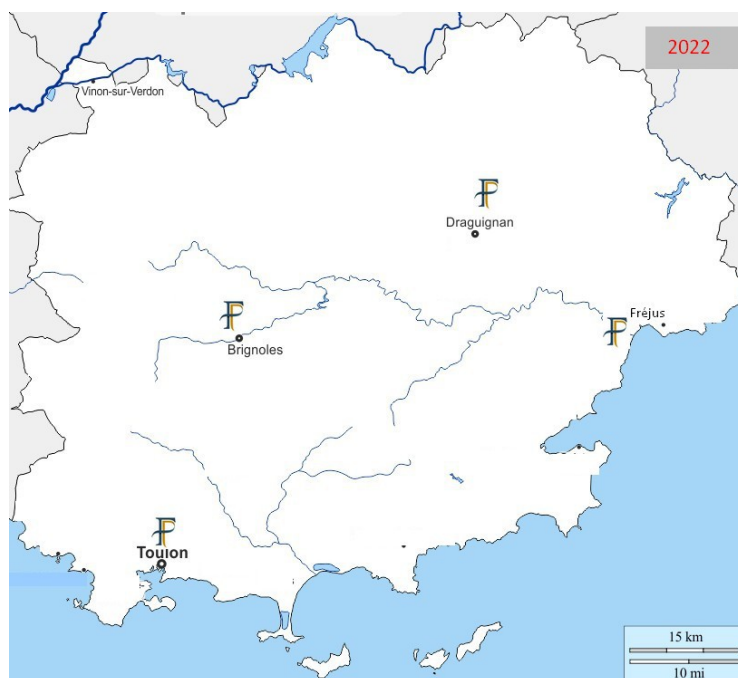 2022
Vinon-sur-Verdon
Draguignan
Fréjus
Brignoles
Toulon
15 km
10 mi